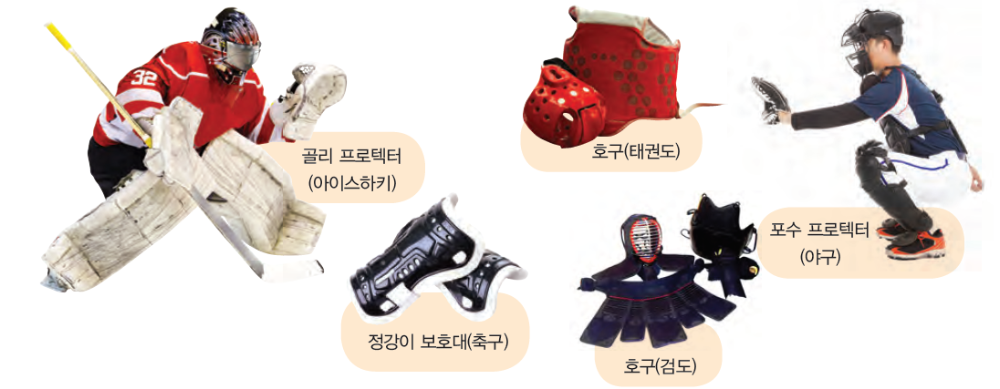 32
골리 프로텍터
(아이스하키)
호구(태권도)
포수 프로텍터
(야구)
정강이 보호대(축구)
호구(검도)